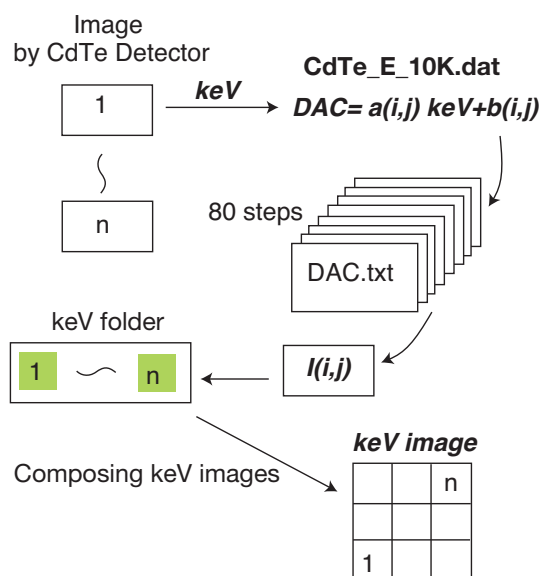 Image
by CdTe Detector
1
keV
CdTe_E_10K.dat
DAC= a(i,j) keV+b(i,j)
n
80 steps
DAC.txt
keV folder
1
n
I(i,j)
keV image
Composing keV images
n
1